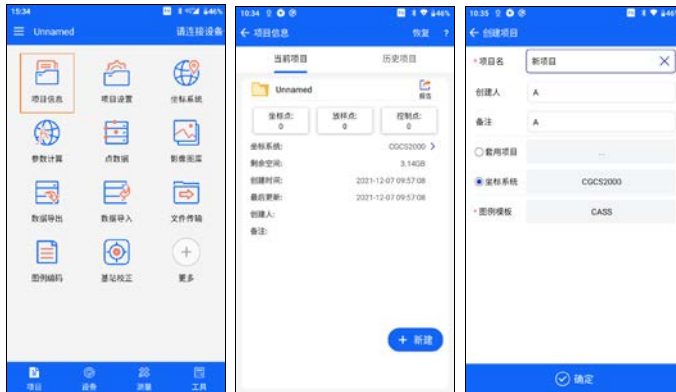 15:34
46%
Unnamed
请连接设备
项目信息
项目设置
坐标系统
参数计算
点数据
影像图库
数据导出
数据导入
文件传输
图例编码
基站校正
更多
项目
设备
测量
工具
10:34
46%
项目信息
恢复
?
当前项目
历史项目
Unnamed
报告
坐标点:
0
放样点:
0
控制点:
0
坐标系统:
CGCS2000
剩余空间:
3.14GB
创建时间:
2021-12-07 09:57:08
最后更新:
2021-12-07 09:57:08
创建人:
备注:
+ 新建
10:35
创建项目
*项目名
新项目
创建人
A
备注
A
套用项目
...
坐标系统
CGCS2000
*图例模板
CASS
确定